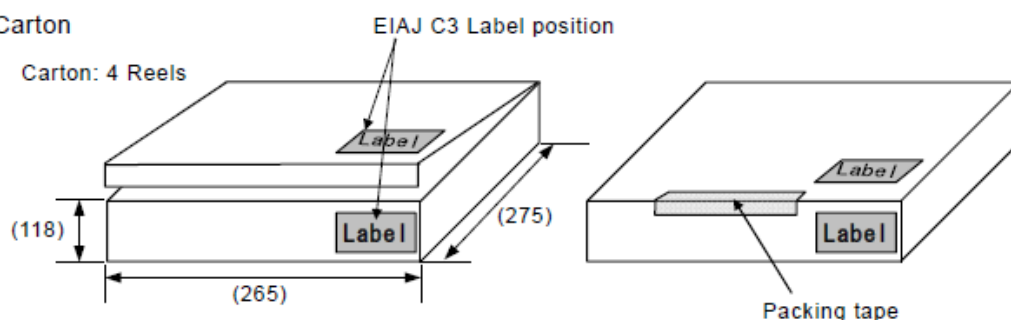 Carton
EIAJ C3 Label position
Carton: 4 Reels
Label
Label
(118)
(275)
(265)
Label
Label
Packing tape